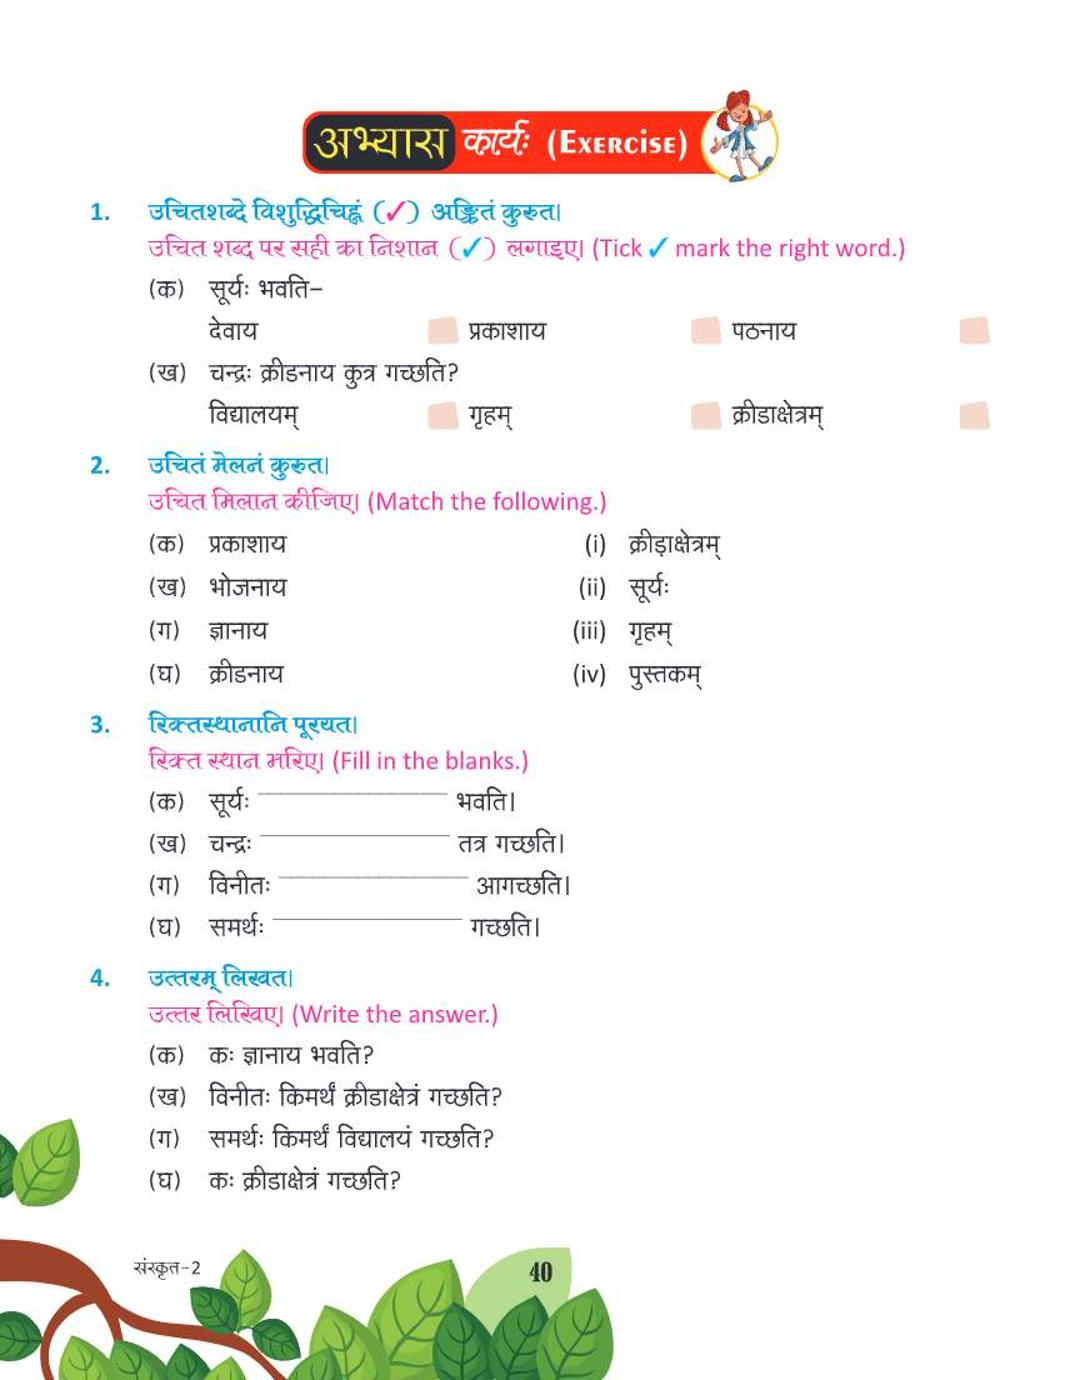 अभ्यास कार्यः (Exercise)
1. उचितशब्दे विशुद्धिचिह्नं (✓) अङ्कितं कुरुत।
उचित शब्द पर सही का निशान (✓) लगाइए। (Tick ✓ mark the right word.)
(क) सूर्यः भवति–
देवाय प्रकाशाय पठनाय
(ख) चन्द्रः क्रीडनाय कुत्र गच्छति?
विद्यालयम् गृहम् क्रीडाक्षेत्रम्
2. उचितं मेलनं कुरुत।
उचित मिलान कीजिए। (Match the following.)
(क) प्रकाशाय (i) क्रीड़ाक्षेत्रम्
(ख) भोजनाय (ii) सूर्यः
(ग) ज्ञानाय (iii) गृहम्
(घ) क्रीडनाय (iv) पुस्तकम्
3. रिक्तस्थानानि पूरयत।
रिक्त स्थान भरिए। (Fill in the blanks.)
(क) सूर्यः ____________ भवति।
(ख) चन्द्रः ____________ तत्र गच्छति।
(ग) विनीतः ____________ आगच्छति।
(घ) समर्थः ____________ गच्छति।
4. उत्तरम् लिखत।
उत्तर लिखिए। (Write the answer.)
(क) कः ज्ञानाय भवति?
(ख) विनीतः किमर्थं क्रीडाक्षेत्रं गच्छति?
(ग) समर्थः किमर्थं विद्यालयं गच्छति?
(घ) कः क्रीडाक्षेत्रं गच्छति?
संस्कृत–2
40